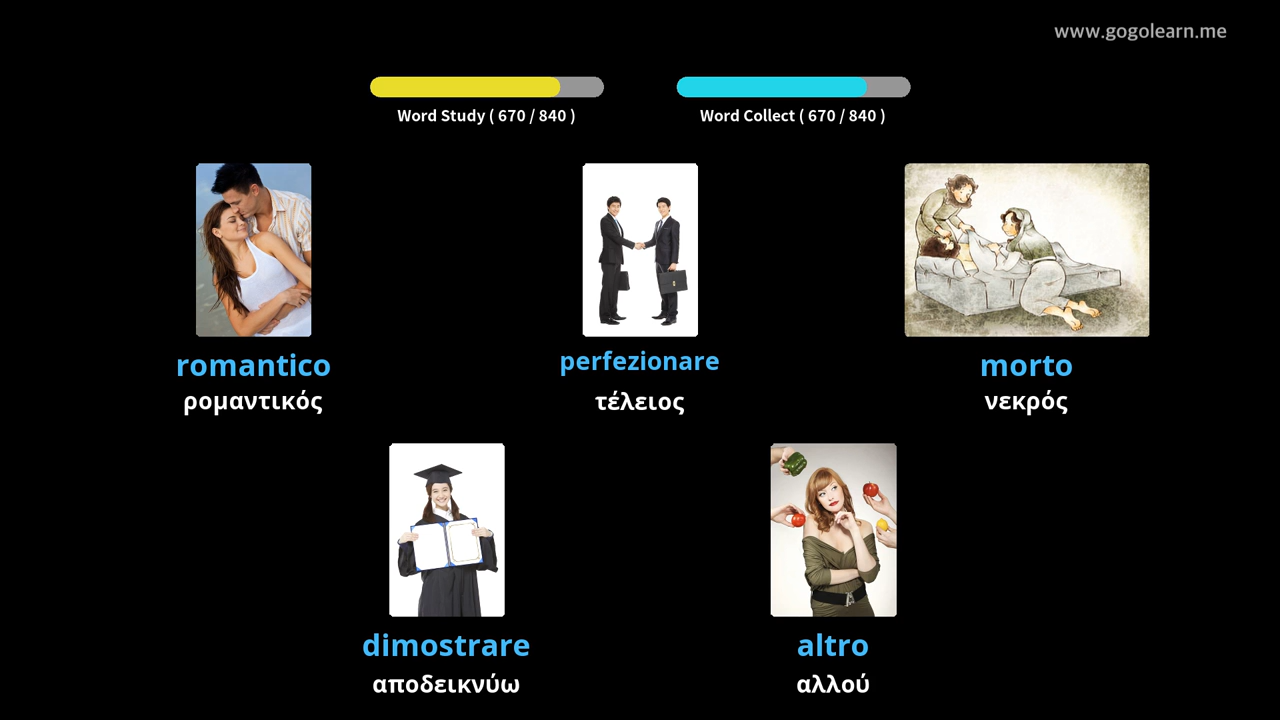 www.gogolearn.me
Word Study ( 670 / 840 )
Word Collect ( 670 / 840 )
romantico
ρομαντικός
perfezionare
τέλειος
morto
νεκρός
dimostrare
αποδεικνύω
altro
αλλού